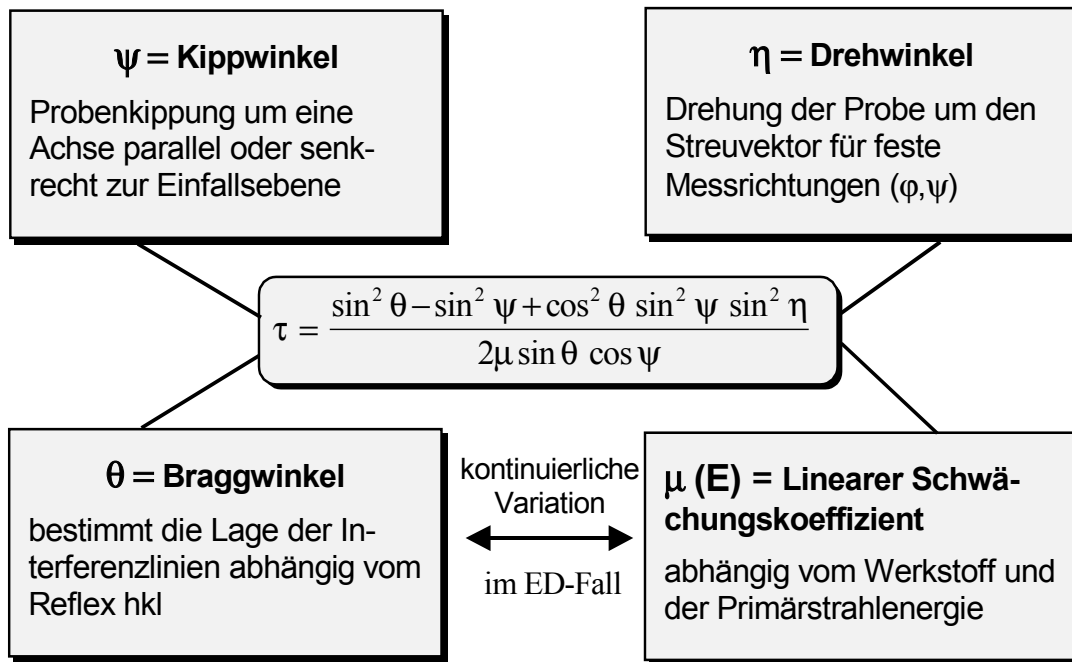 ψ = Kippwinkel
Probenkippung um eine
Achse parallel oder senk-
recht zur Einfallsebene
η = Drehwinkel
Drehung der Probe um den
Streuvektor für feste
Messrichtungen (φ,ψ)
τ = (sin² θ − sin² ψ + cos² θ sin² ψ sin² η) / (2μ sin θ cos ψ)
θ = Braggwinkel
bestimmt die Lage der In-
terferenzlinien abhängig vom
Reflex hkl
kontinuierliche
Variation
im ED-Fall
μ (E) = Linearer Schwä-
chungskoeffizient
abhängig vom Werkstoff und
der Primärstrahlenergie